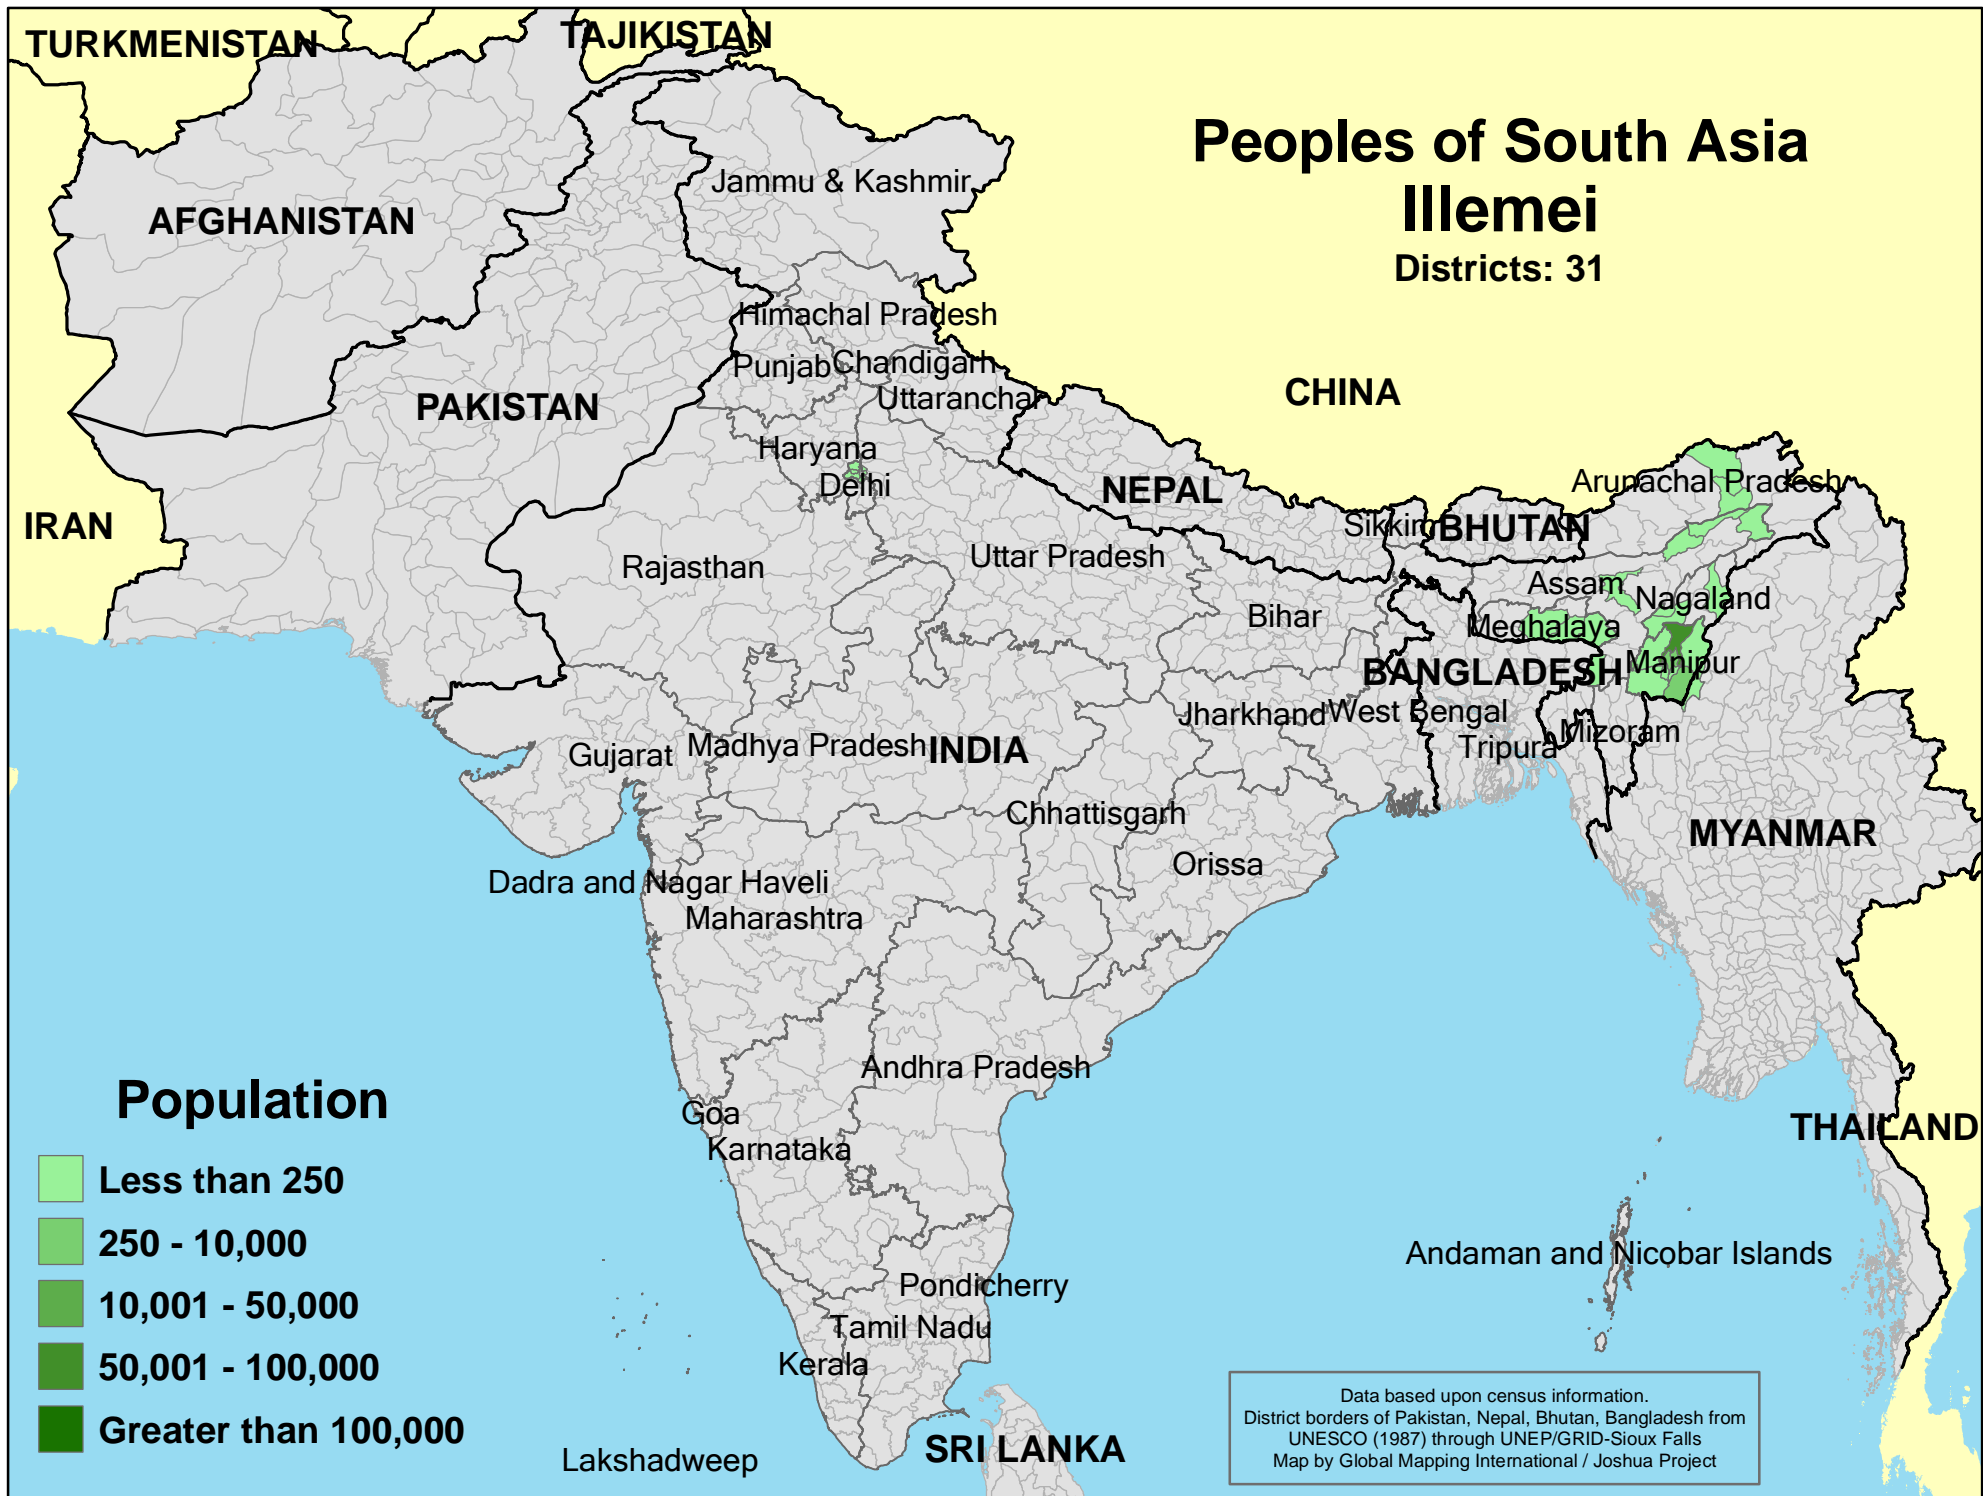 TURKMENISTAN
TAJIKISTAN
Peoples of South Asia
Illemei
Districts: 31
Jammu & Kashmir
AFGHANISTAN
Himachal Pradesh
Punjab
Chandigarh
Uttaranchal
CHINA
PAKISTAN
Haryana
Delhi
NEPAL
Arunachal Pradesh
IRAN
Sikkim
BHUTAN
Rajasthan
Uttar Pradesh
Assam
Nagaland
Bihar
Meghalaya
BANGLADESH
Manipur
Jharkhand
West Bengal
Gujarat
Madhya Pradesh
INDIA
Tripura
Mizoram
Chhattisgarh
MYANMAR
Orissa
Dadra and Nagar Haveli
Maharashtra
Andhra Pradesh
Goa
Karnataka
THAILAND
Andaman and Nicobar Islands
Pondicherry
Tamil Nadu
Kerala
SRI LANKA
Lakshadweep
Population
Less than 250
250 - 10,000
10,001 - 50,000
50,001 - 100,000
Greater than 100,000
Data based upon census information.
District borders of Pakistan, Nepal, Bhutan, Bangladesh from
UNESCO (1987) through UNEP/GRID-Sioux Falls
Map by Global Mapping International / Joshua Project